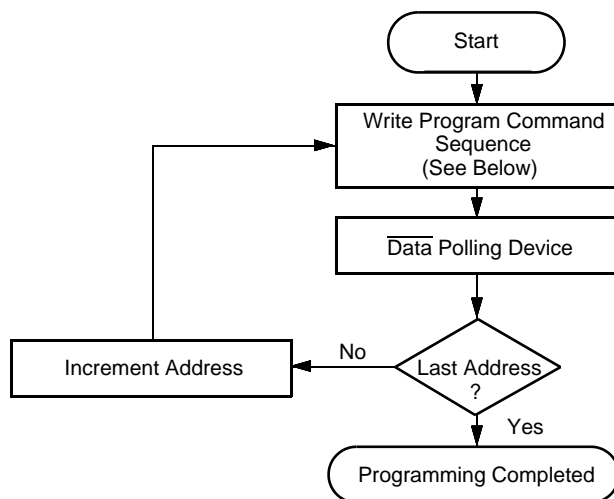 Start
Write Program Command
Sequence
(See Below)
Data Polling Device
No
Increment Address
Last Address
?
Yes
Programming Completed